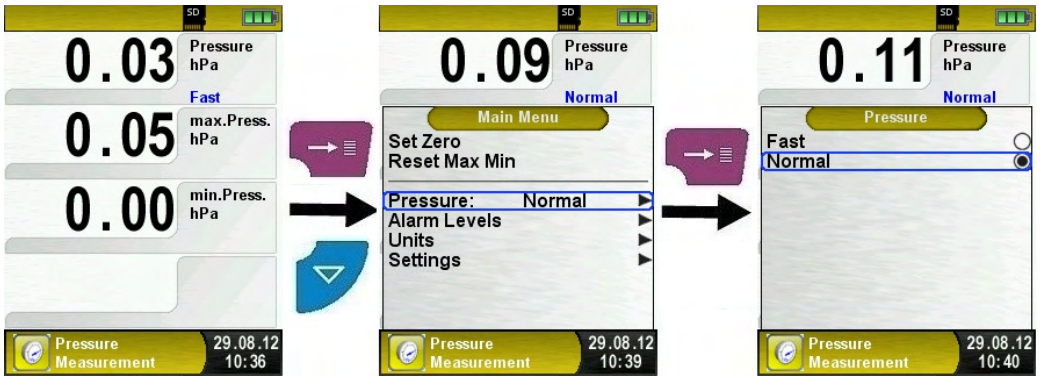 SD
0.03
Pressure
hPa
Fast
0.05
max.Press.
hPa
0.00
min.Press.
hPa
Pressure
Measurement
29.08.12
10:36
SD
0.09
Pressure
hPa
Normal
Main Menu
Set Zero
Reset Max Min
Pressure: Normal
Alarm Levels
Units
Settings
Pressure
Measurement
29.08.12
10:39
SD
0.11
Pressure
hPa
Normal
Pressure
Fast
Normal
Pressure
Measurement
29.08.12
10:40